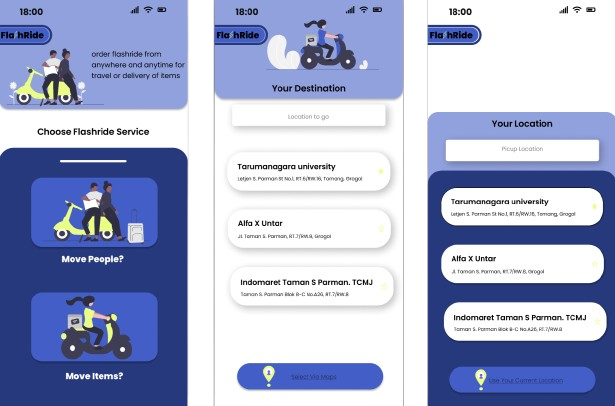 18:00
FlashRide
order flashride from
anywhere and anytime for
travel or delivery of items
Choose Flashride Service
Move People?
Move Items?
18:00
FlashRide
Your Destination
Location to go
Tarumanagara university
Letjen S. Parman St No.1, RT.6/RW.16, Tomang, Grogol
Alfa X Untar
Jl. Taman S. Parman, RT.7/RW.8, Grogol
Indomaret Taman S Parman. TCMJ
Taman S. Parman Blok B-C No.A26, RT.7/RW.8
Select Via Maps
18:00
FlashRide
Your Location
Picup Location
Tarumanagara university
Letjen S. Parman St No.1, RT.6/RW.16, Tomang, Grogol
Alfa X Untar
Jl. Taman S. Parman, RT.7/RW.8, Grogol
Indomaret Taman S Parman. TCMJ
Taman S. Parman Blok B-C No.A26, RT.7/RW.8
Use Your Current Location